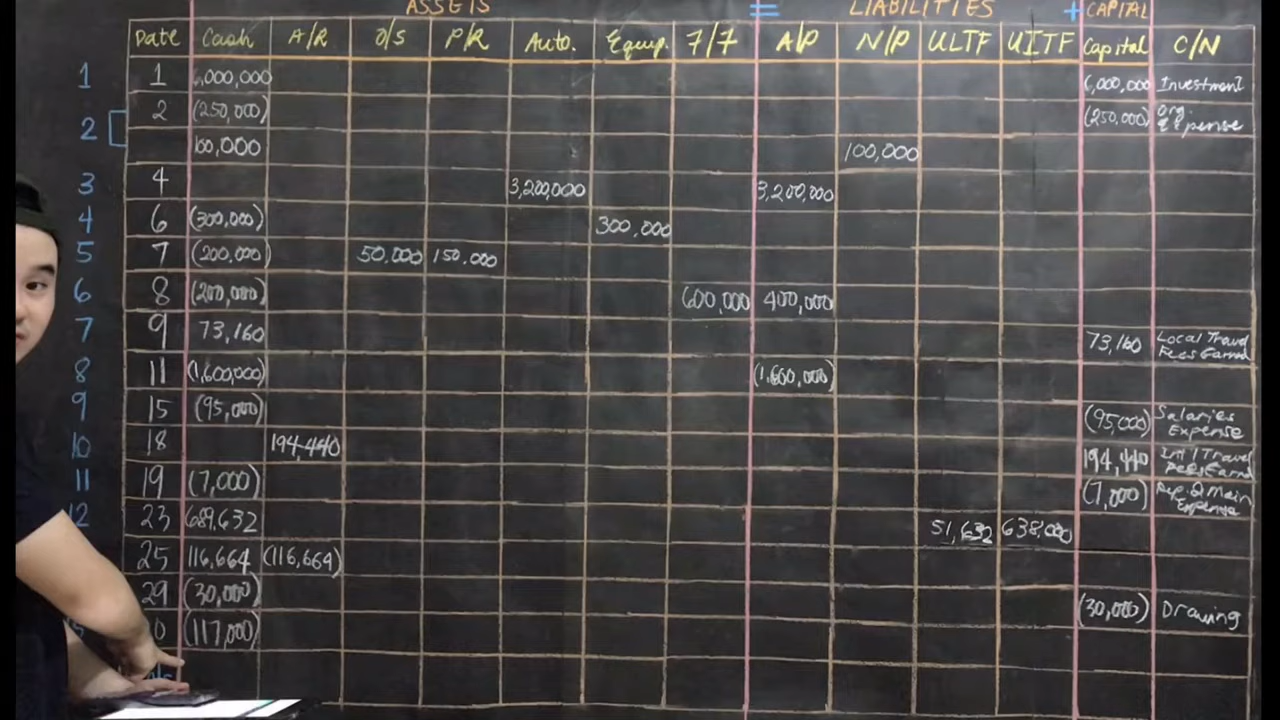 ASSETS = LIABILITIES + CAPITAL
Date Cash A/R O/S P/R Auto. Equip. 7/7 A/P N/P ULTF UITF Capital C/N
1 1 6,000,000 6,000,000 Investment
2 2 (250,000) (250,000) Org. Expense
100,000 100,000
3 4 3,200,000 3,200,000
4 6 (300,000) 300,000
5 7 (200,000) 50,000 150,000
6 8 (200,000) 600,000 400,000
7 9 73,160 73,160 Local Travel Fees Earned
8 11 (1,600,000) (1,600,000)
9 15 (95,000) (95,000) Salaries Expense
10 18 194,440 194,440 Int'l Travel Fees Earned
11 19 (7,000) (7,000) Rep. & Main Expense
12 23 689,632 51,632 638,000
25 116,664 (116,664)
29 (30,000) (30,000) Drawing
0 (117,000)